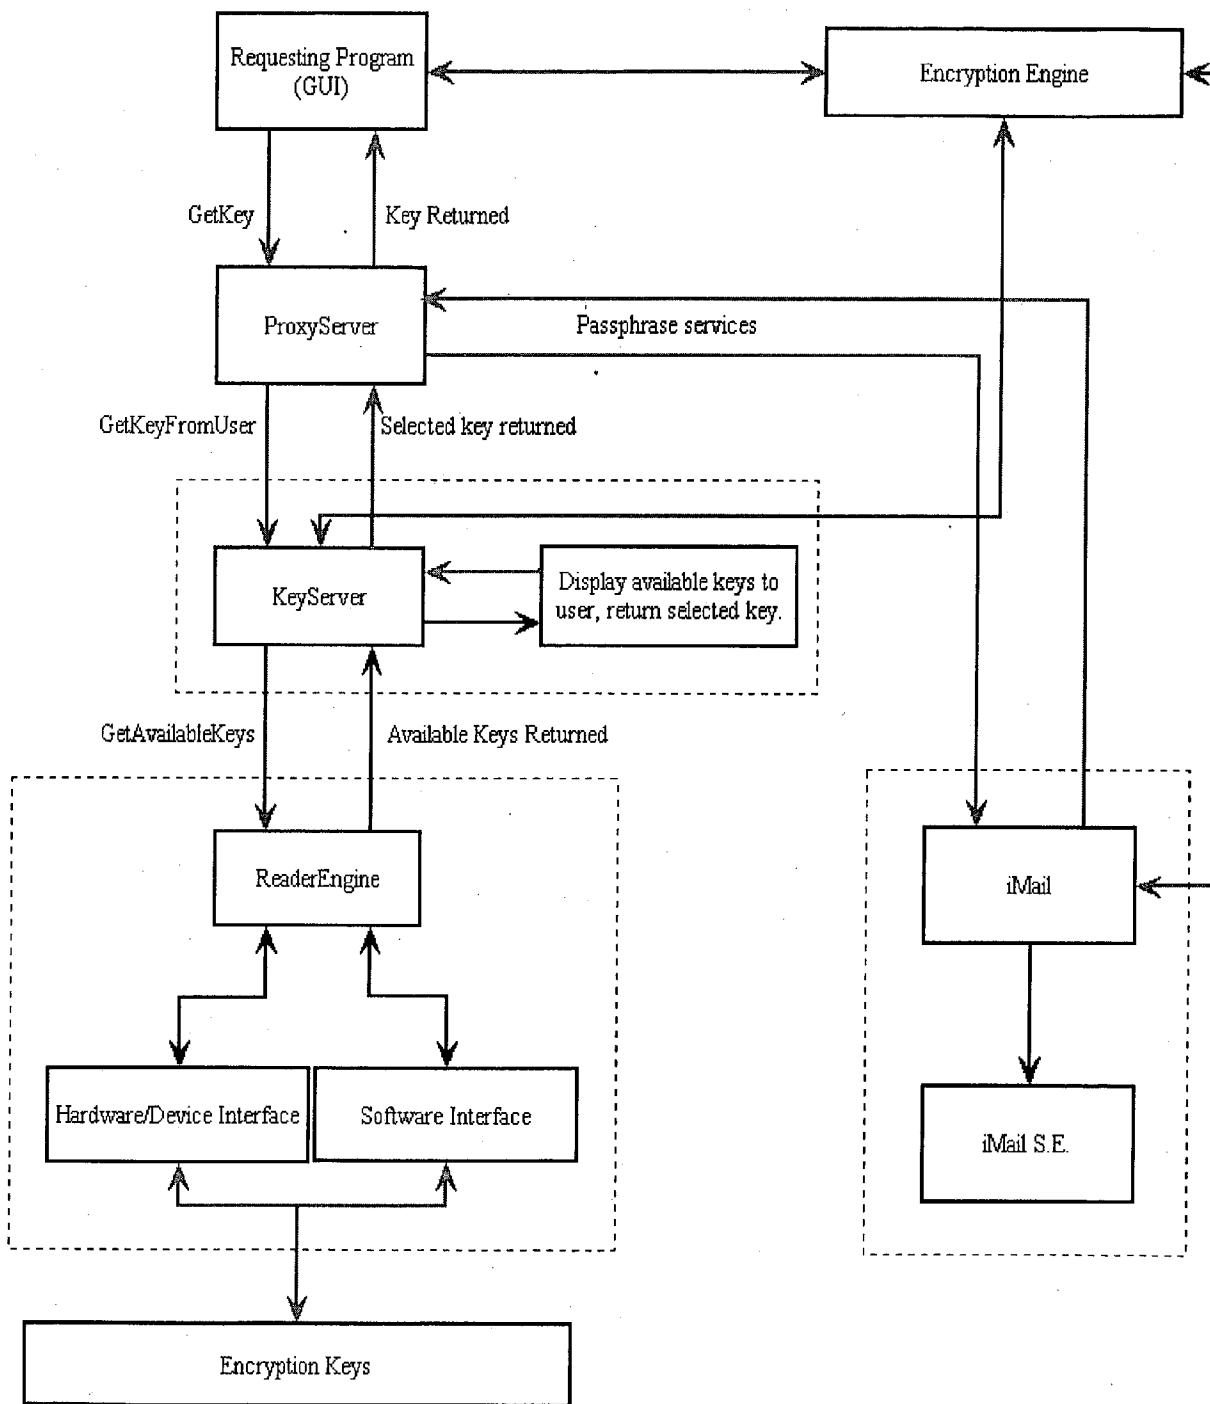 Requesting Program
(GUI)
Encryption Engine
GetKey
Key Returned
ProxyServer
Passphrase services
GetKeyFromUser
Selected key returned
KeyServer
Display available keys to
user, return selected key.
GetAvailableKeys
Available Keys Returned
ReaderEngine
iMail
Hardware/Device Interface
Software Interface
iMail S.E.
Encryption Keys